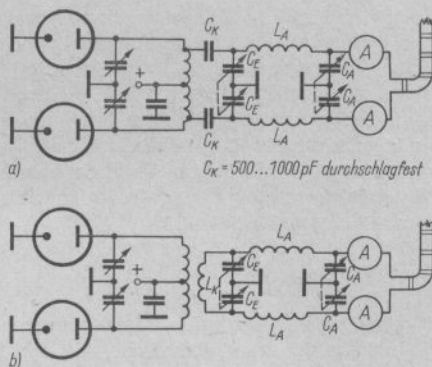 C_K L_A
C_E C_A A
+
C_E C_A A
C_K L_A
a) C_K = 500...1000 pF durchschlagfest
L_A
C_E C_A A
+ L_K
C_E C_A A
L_A
b)